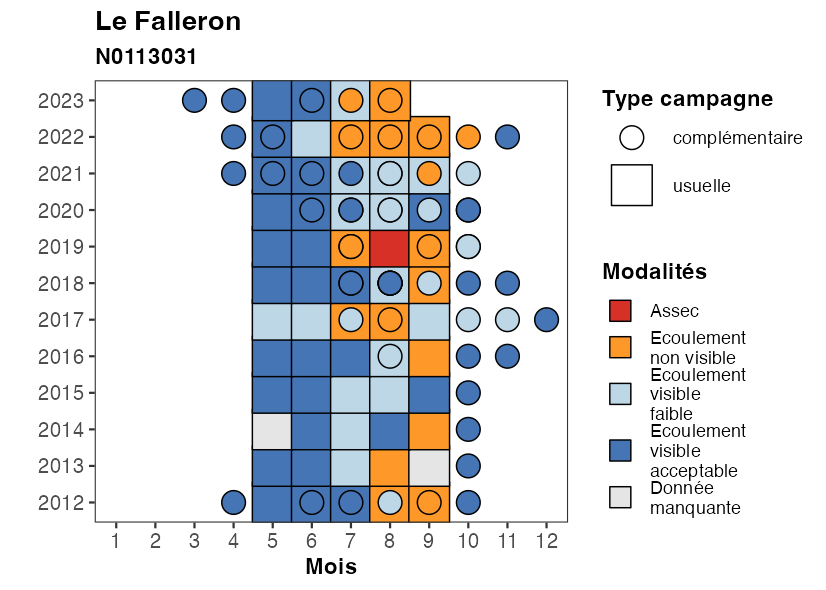 Le Falleron
N0113031
2023
2022
2021
2020
2019
2018
2017
2016
2015
2014
2013
2012
1 2 3 4 5 6 7 8 9 10 11 12
Mois
Type campagne
complémentaire
usuelle
Modalités
Assec
Ecoulement
non visible
Ecoulement
visible
faible
Ecoulement
visible
acceptable
Donnée
manquante